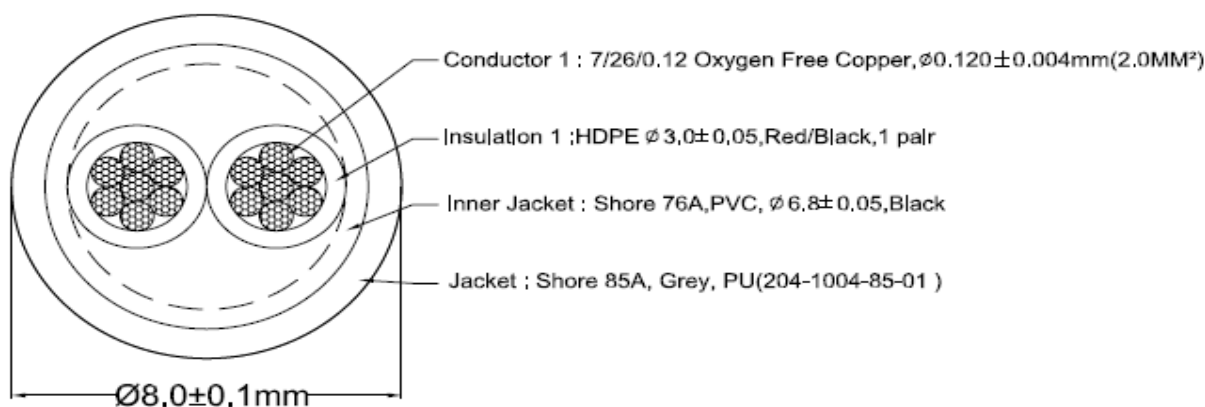 Conductor 1 : 7/26/0.12 Oxygen Free Copper,ø0.120±0.004mm(2.0MM²)
Insulation 1 :HDPE ø3.0±0.05,Red/Black,1 pair
Inner Jacket : Shore 76A,PVC, ø6.8±0.05,Black
Jacket : Shore 85A, Grey, PU(204-1004-85-01 )
Ø8.0±0.1mm